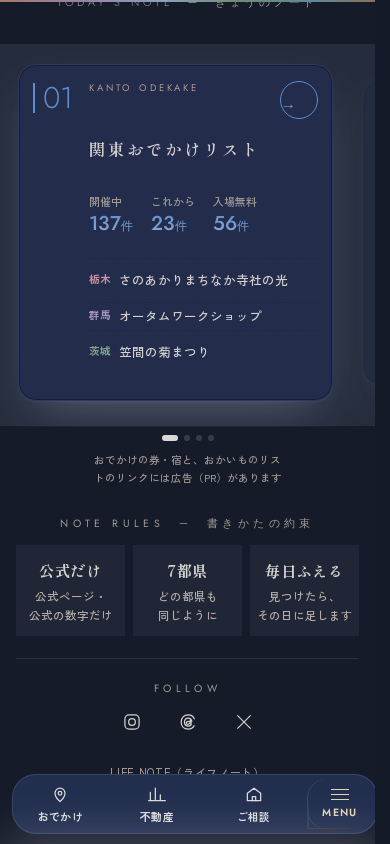 TODAY'S NOTE — きょうのノート
01
KANTO ODEKAKE
→
関東おでかけリスト
開催中 これから 入場無料
137件 23件 56件
栃木 さのあかりまちなか寺社の光
群馬 オータムワークショップ
茨城 笠間の菊まつり
おでかけの券・宿と、おかいものリス
トのリンクには広告（PR）があります
NOTE RULES — 書きかたの約束
公式だけ 7都県 毎日ふえる
公式ページ・ どの都県も 見つけたら、
公式の数字だけ 同じように その日に足します
FOLLOW
LIFE NOTE（ライフノート）
おでかけ 不動産 ご相談 MENU